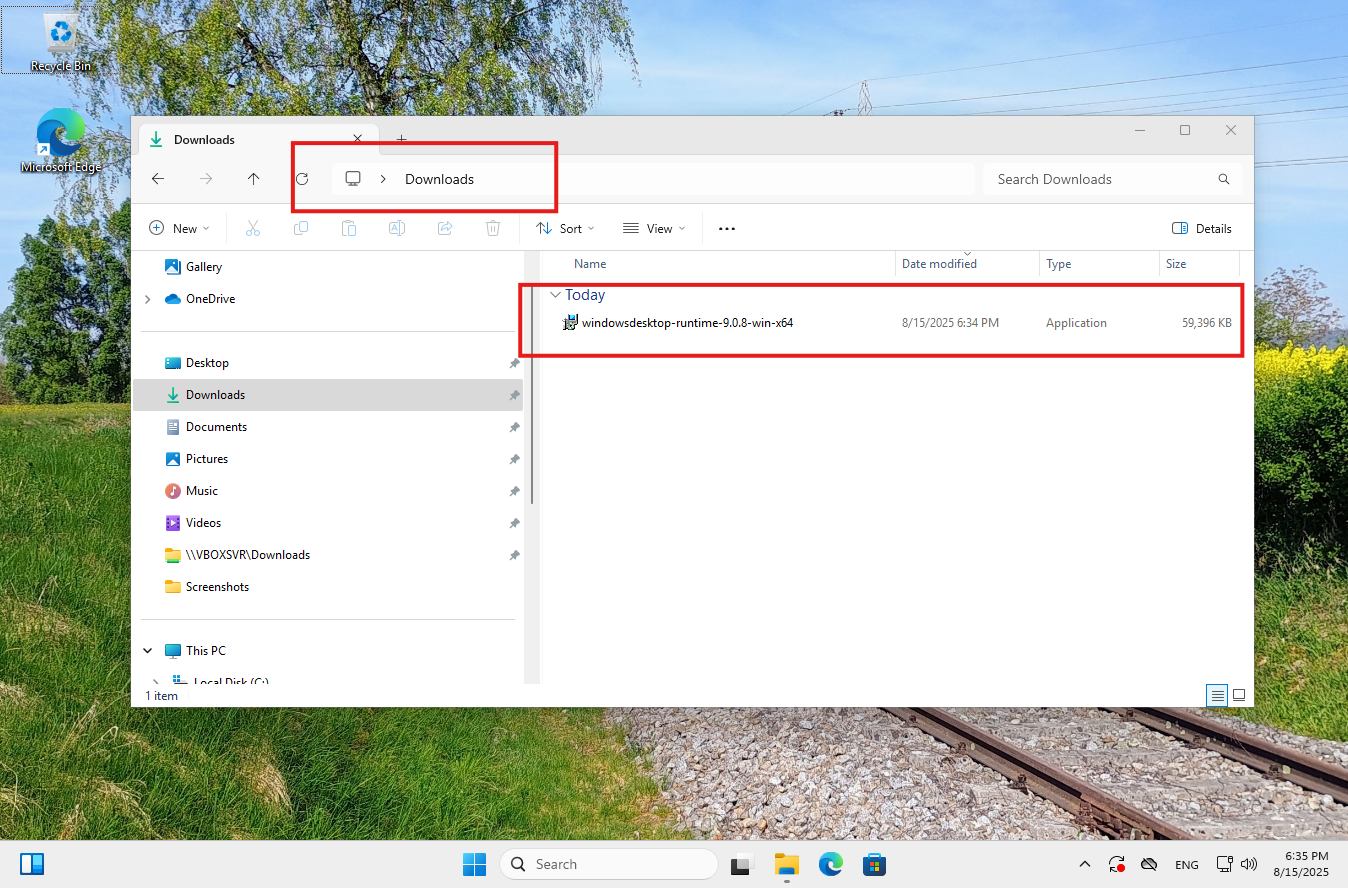 Recycle Bin
Microsoft Edge
Downloads
Downloads
Search Downloads
New
Sort
View
Details
Gallery
OneDrive
Desktop
Downloads
Documents
Pictures
Music
Videos
\\VBOXSVR\Downloads
Screenshots
This PC
Local Disk (C:)
1 item
Name Date modified Type Size
Today
windowsdesktop-runtime-9.0.8-win-x64 8/15/2025 6:34 PM Application 59,396 KB
Search
ENG
6:35 PM
8/15/2025